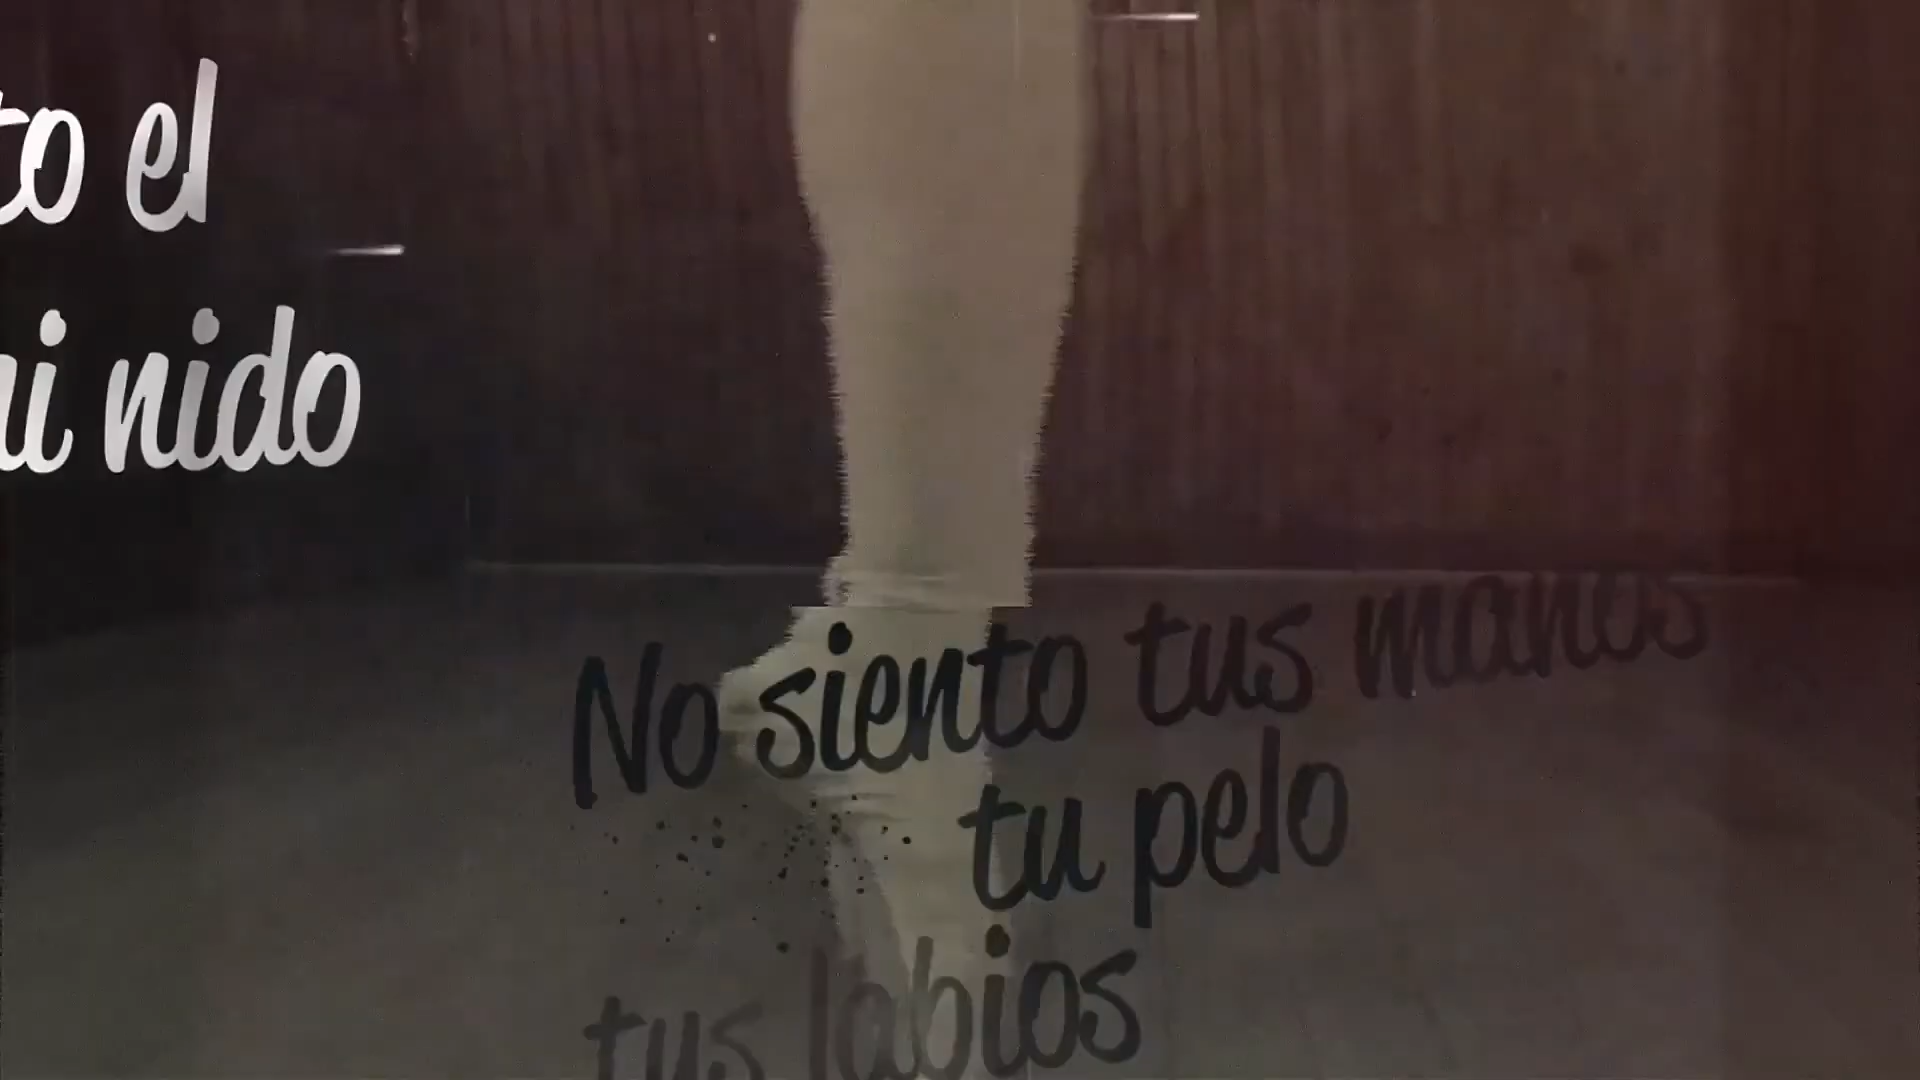 to el
nido
No siento tus manos
tu pelo
tus labios